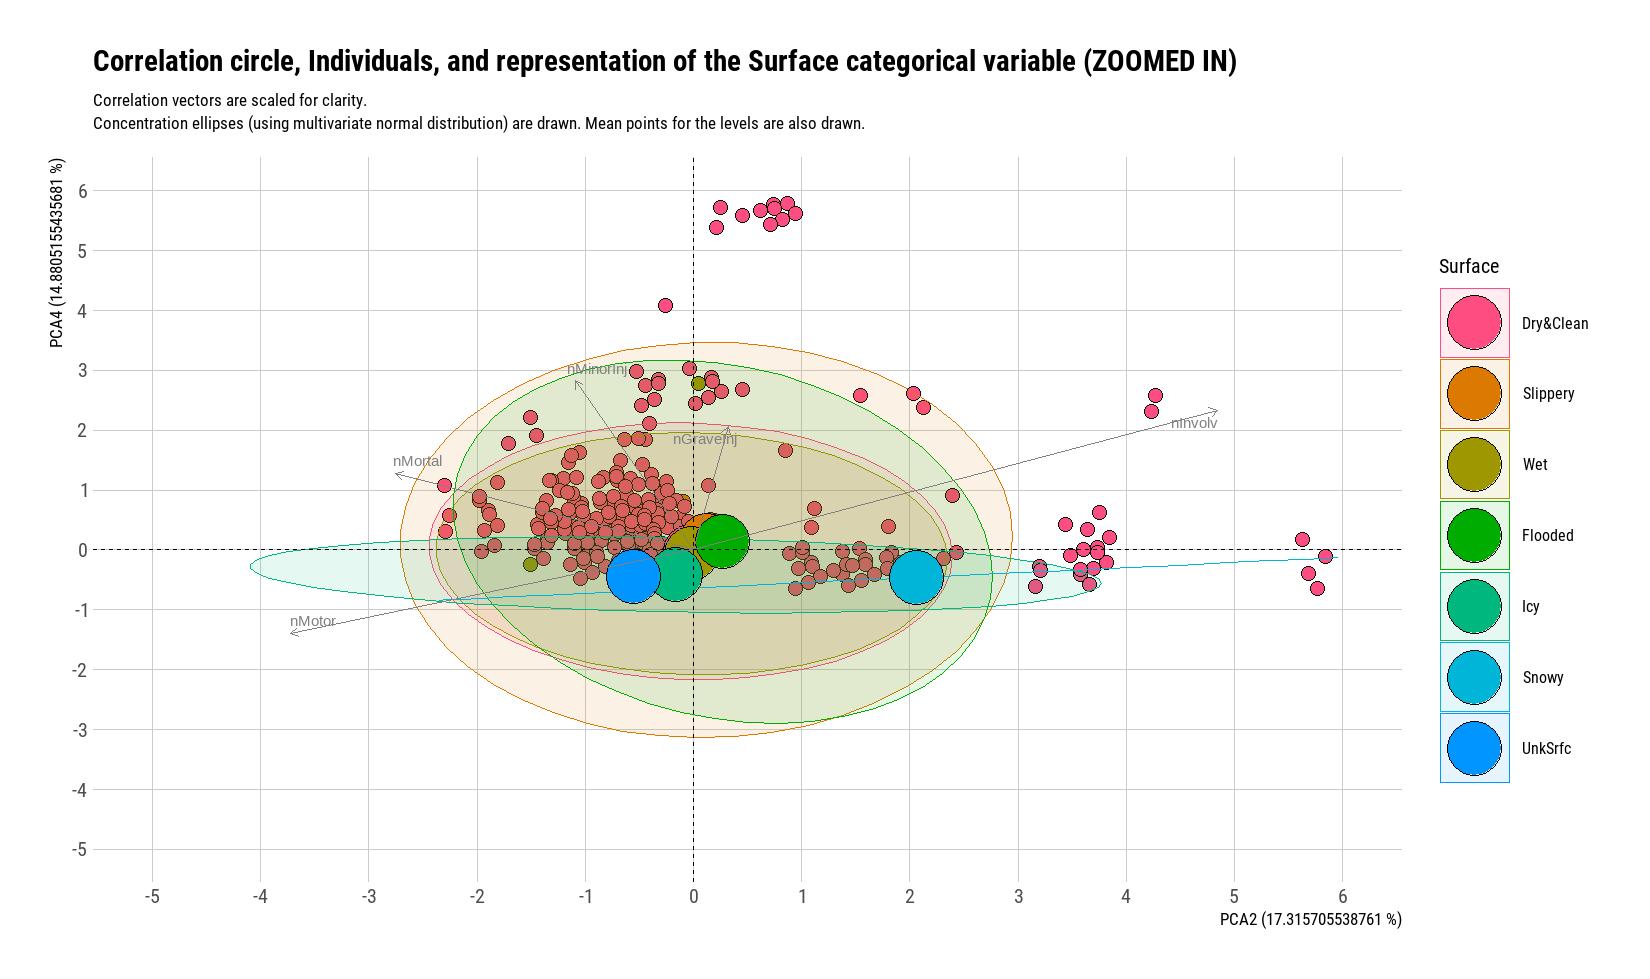 Correlation circle, Individuals, and representation of the Surface categorical variable (ZOOMED IN)
Correlation vectors are scaled for clarity.
Concentration ellipses (using multivariate normal distribution) are drawn. Mean points for the levels are also drawn.
PCA4 (14.8805155435681 %)
6
5
4
3
2
1
0
-1
-2
-3
-4
-5
nMinorInj
nInvolv
nGraveInj
nMortal
nMotor
-5
-4
-3
-2
-1
0
1
2
3
4
5
6
PCA2 (17.315705538761 %)
Surface
Dry&Clean
Slippery
Wet
Flooded
Icy
Snowy
UnkSrfc